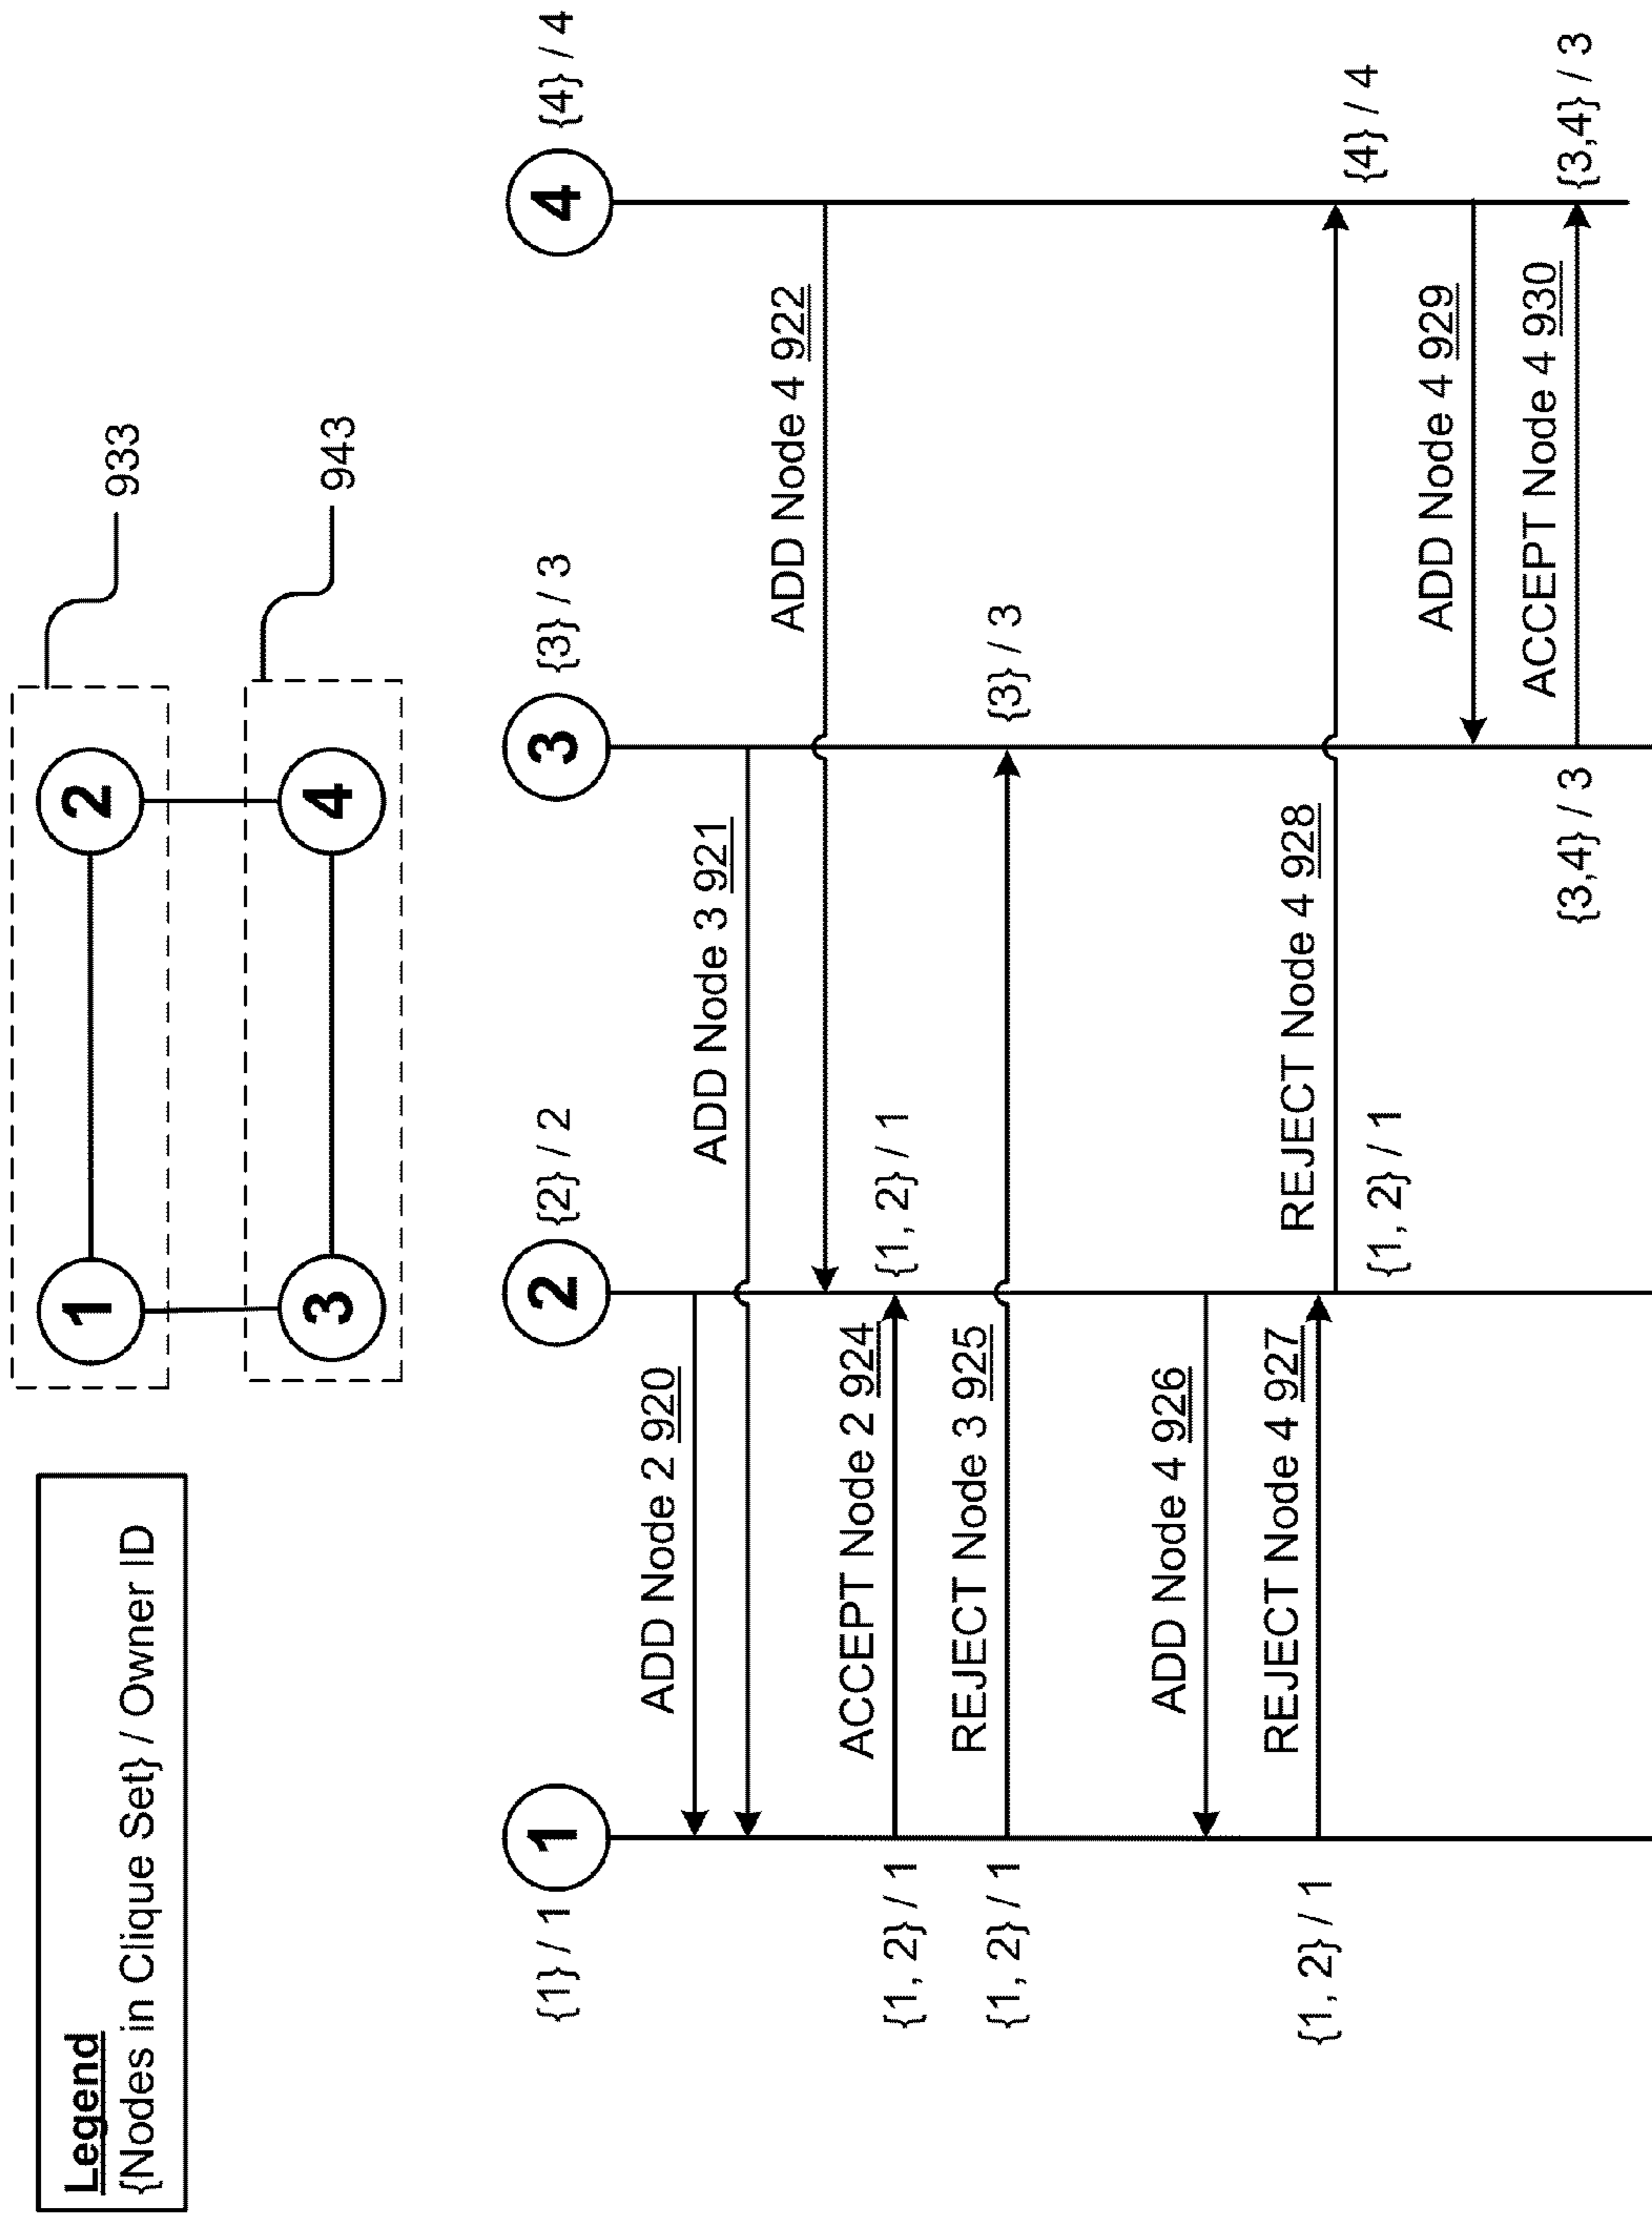 Legend
{Nodes in Clique Set} / Owner ID
1
2
3
4
933
943
1
{1} / 1
2
{2} / 2
3
{3} / 3
4
{4} / 4
ADD Node 2 920
ADD Node 3 921
ADD Node 4 922
ACCEPT Node 2 924
{1, 2} / 1
{1, 2} / 1
REJECT Node 3 925
{1, 2} / 1
{3} / 3
ADD Node 4 926
REJECT Node 4 927
{1, 2} / 1
REJECT Node 4 928
{1, 2} / 1
{4} / 4
ADD Node 4 929
ACCEPT Node 4 930
{3,4} / 3
{3,4} / 3